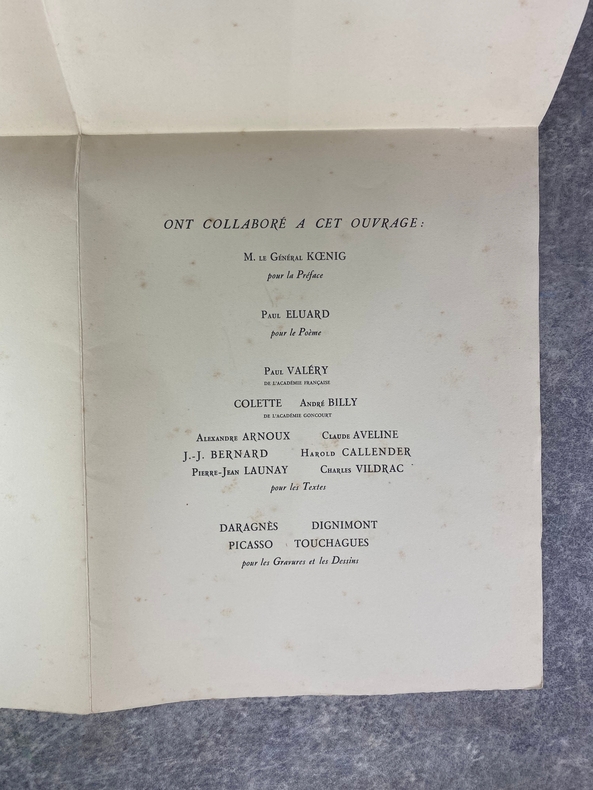 ONT COLLABORÉ A CET OUVRAGE :
M. LE GÉNÉRAL KŒNIG
pour la Préface
PAUL ELUARD
pour le Poème
PAUL VALÉRY
DE L'ACADÉMIE FRANÇAISE
COLETTE ANDRÉ BILLY
DE L'ACADÉMIE GONCOURT
ALEXANDRE ARNOUX CLAUDE AVELINE
J.-J. BERNARD HAROLD CALLENDER
PIERRE-JEAN LAUNAY CHARLES VILDRAC
pour les Textes
DARAGNÈS DIGNIMONT
PICASSO TOUCHAGUES
pour les Gravures et les Dessins